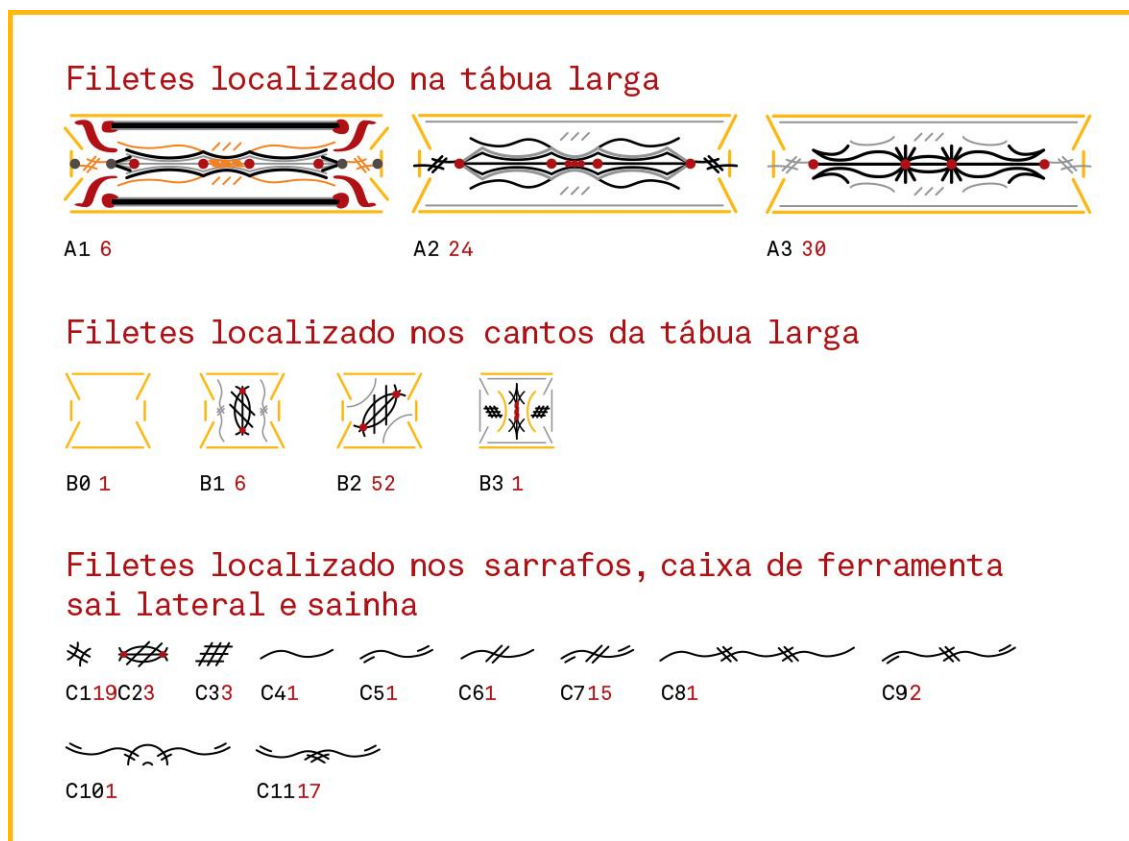 Filetes localizado na tábua larga
A1 6 A2 24 A3 30
Filetes localizado nos cantos da tábua larga
B0 1 B1 6 B2 52 B3 1
Filetes localizado nos sarrafos, caixa de ferramenta
sai lateral e sainha
C119C23 C33 C41 C51 C61 C715 C81 C92
C101 C1117